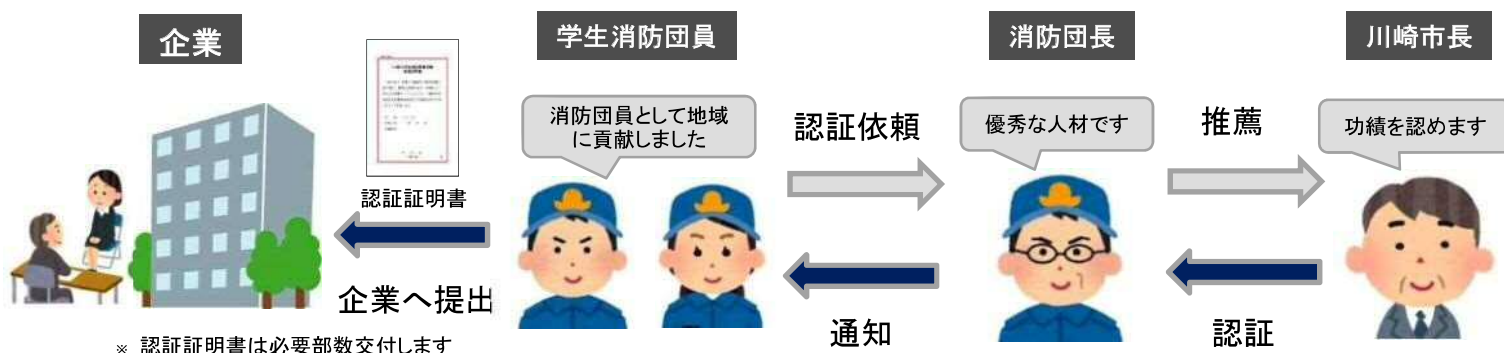 企業
学生消防団員
消防団長
川崎市長
消防団員として地域
に貢献しました
認証依頼
優秀な人材です
推薦
功績を認めます
認証証明書
企業へ提出
通知
認証
※ 認証証明書は必要部数交付します